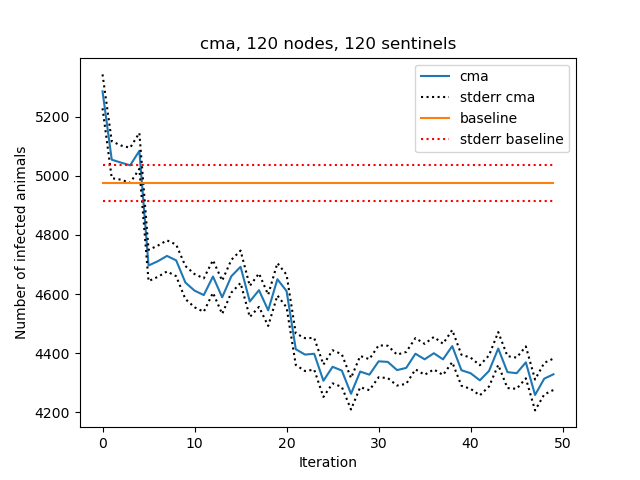 cma, 120 nodes, 120 sentinels
cma
stderr cma
baseline
stderr baseline
Number of infected animals
5200
5000
4800
4600
4400
4200
0 10 20 30 40 50
Iteration